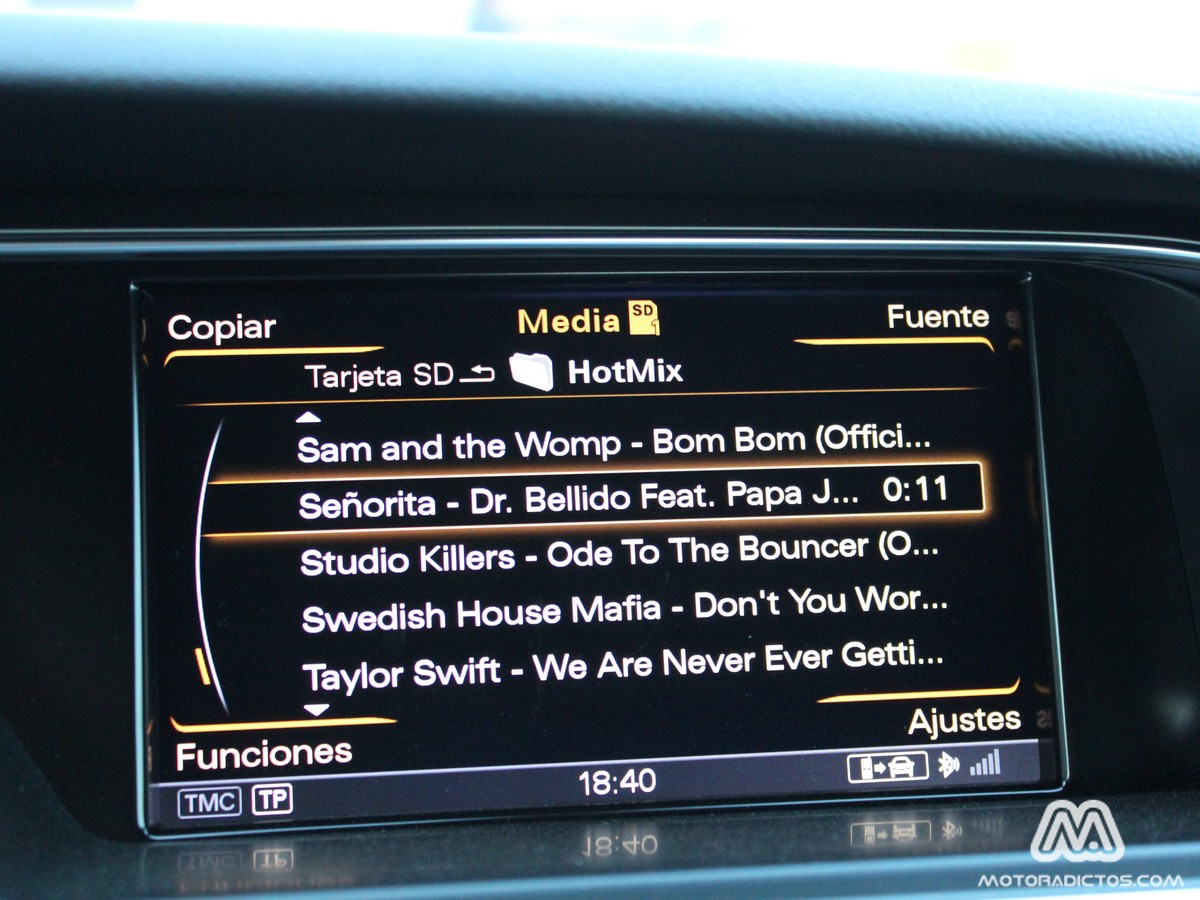 Copiar Media SD 1 Fuente
Tarjeta SD HotMix
Sam and the Womp - Bom Bom (Offici...
Señorita - Dr. Bellido Feat. Papa J... 0:11
Studio Killers - Ode To The Bouncer (O...
Swedish House Mafia - Don't You Wor...
Taylor Swift - We Are Never Ever Getti...
Funciones Ajustes
TMC TP 18:40
MOTORADICTOS.COM